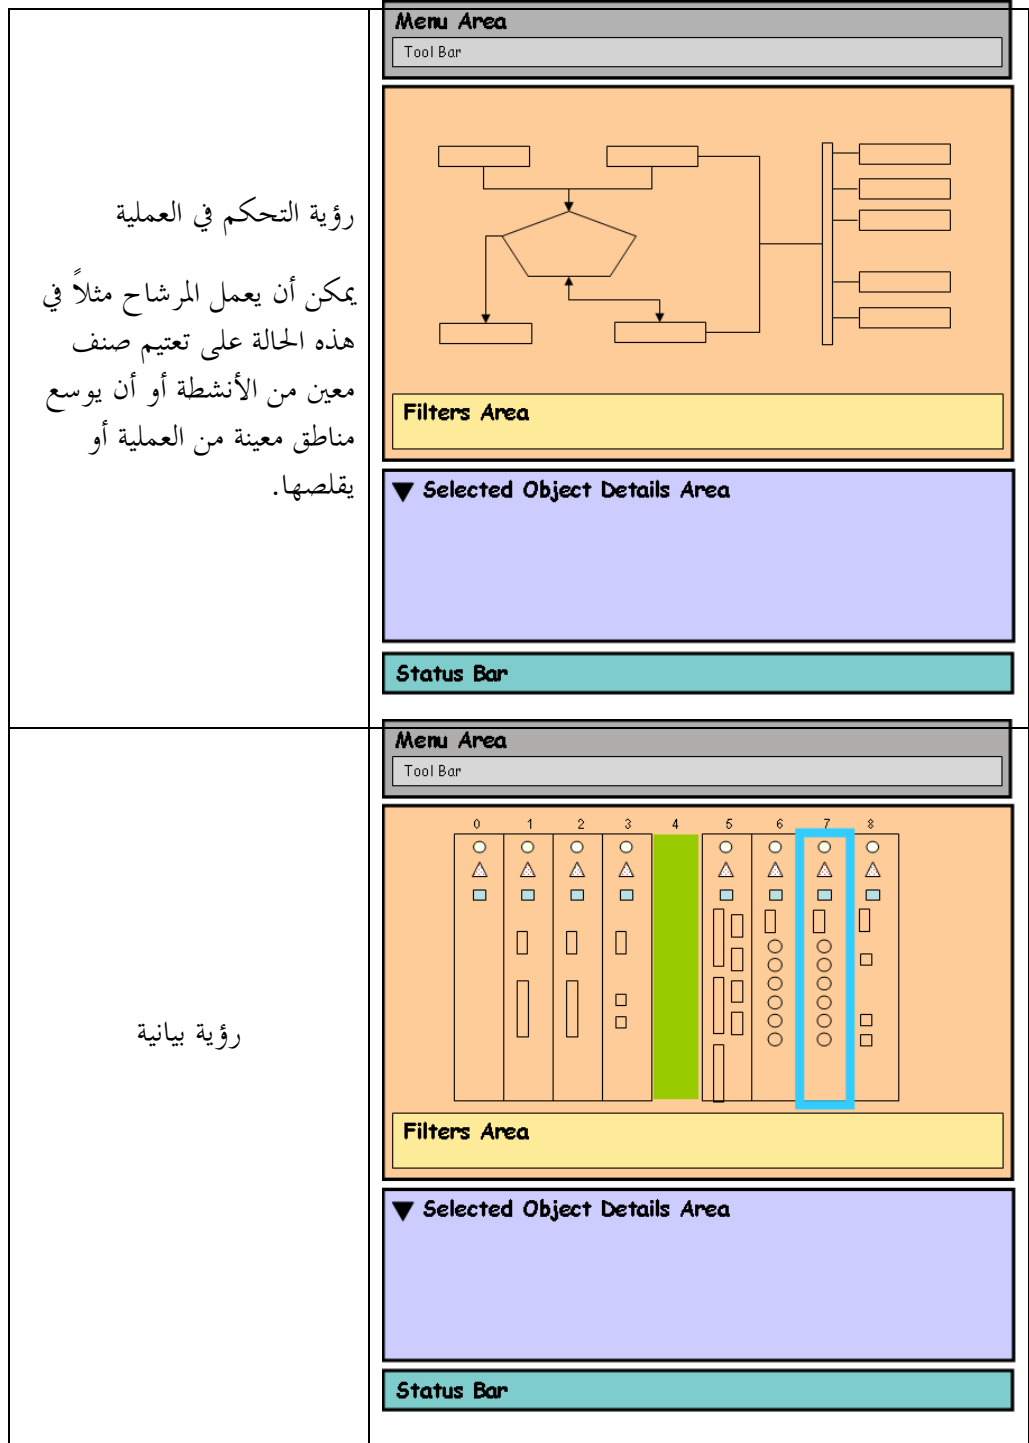 رؤية التحكم في العملية
يمكن أن يعمل المرشاح مثلاً في
هذه الحالة على تعتيم صنف
معين من الأنشطة أو أن يوسع
مناطق معينة من العملية أو
يقلصها.
Menu Area
Tool Bar
Filters Area
Selected Object Details Area
Status Bar
رؤية بيانية
Menu Area
Tool Bar
0 1 2 3 4 5 6 7 8
Filters Area
Selected Object Details Area
Status Bar